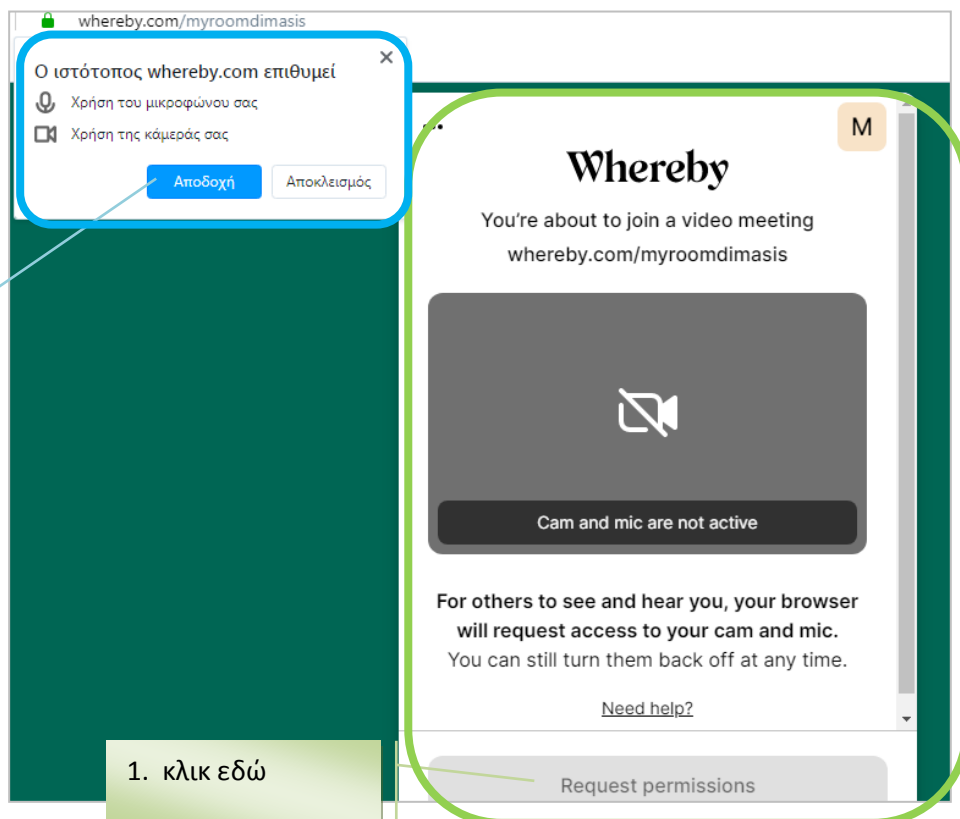 whereby.com/myroomdimasis
Ο ιστότοπος whereby.com επιθυμεί
Χρήση του μικροφώνου σας
Χρήση της κάμεράς σας
Αποδοχή
Αποκλεισμός
M
Whereby
You're about to join a video meeting
whereby.com/myroomdimasis
Cam and mic are not active
For others to see and hear you, your browser
will request access to your cam and mic.
You can still turn them back off at any time.
Need help?
1. κλικ εδώ
Request permissions